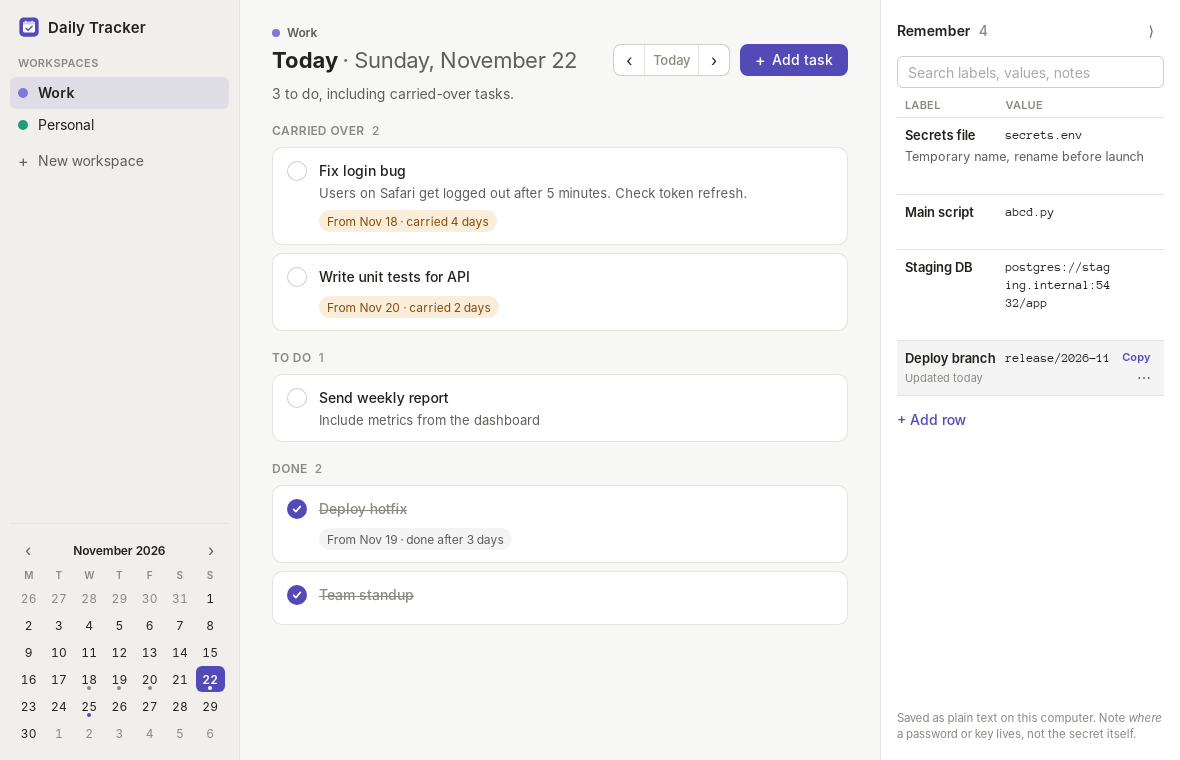 Daily Tracker
WORKSPACES
Work
Personal
+ New workspace
‹ November 2026 ›
M T W T F S S
26 27 28 29 30 31 1
2 3 4 5 6 7 8
9 10 11 12 13 14 15
16 17 18 19 20 21 22
23 24 25 26 27 28 29
30 1 2 3 4 5 6
Work
Today · Sunday, November 22
‹ Today ›
+ Add task
3 to do, including carried-over tasks.
CARRIED OVER 2
Fix login bug
Users on Safari get logged out after 5 minutes. Check token refresh.
From Nov 18 · carried 4 days
Write unit tests for API
From Nov 20 · carried 2 days
TO DO 1
Send weekly report
Include metrics from the dashboard
DONE 2
Deploy hotfix
From Nov 19 · done after 3 days
Team standup
Remember 4 ⟩
Search labels, values, notes
LABEL VALUE
Secrets file secrets.env
Temporary name, rename before launch
Main script abcd.py
Staging DB postgres://stag
ing.internal:54
32/app
Deploy branch release/2026-11 Copy
Updated today ⋯
+ Add row
Saved as plain text on this computer. Note where
a password or key lives, not the secret itself.